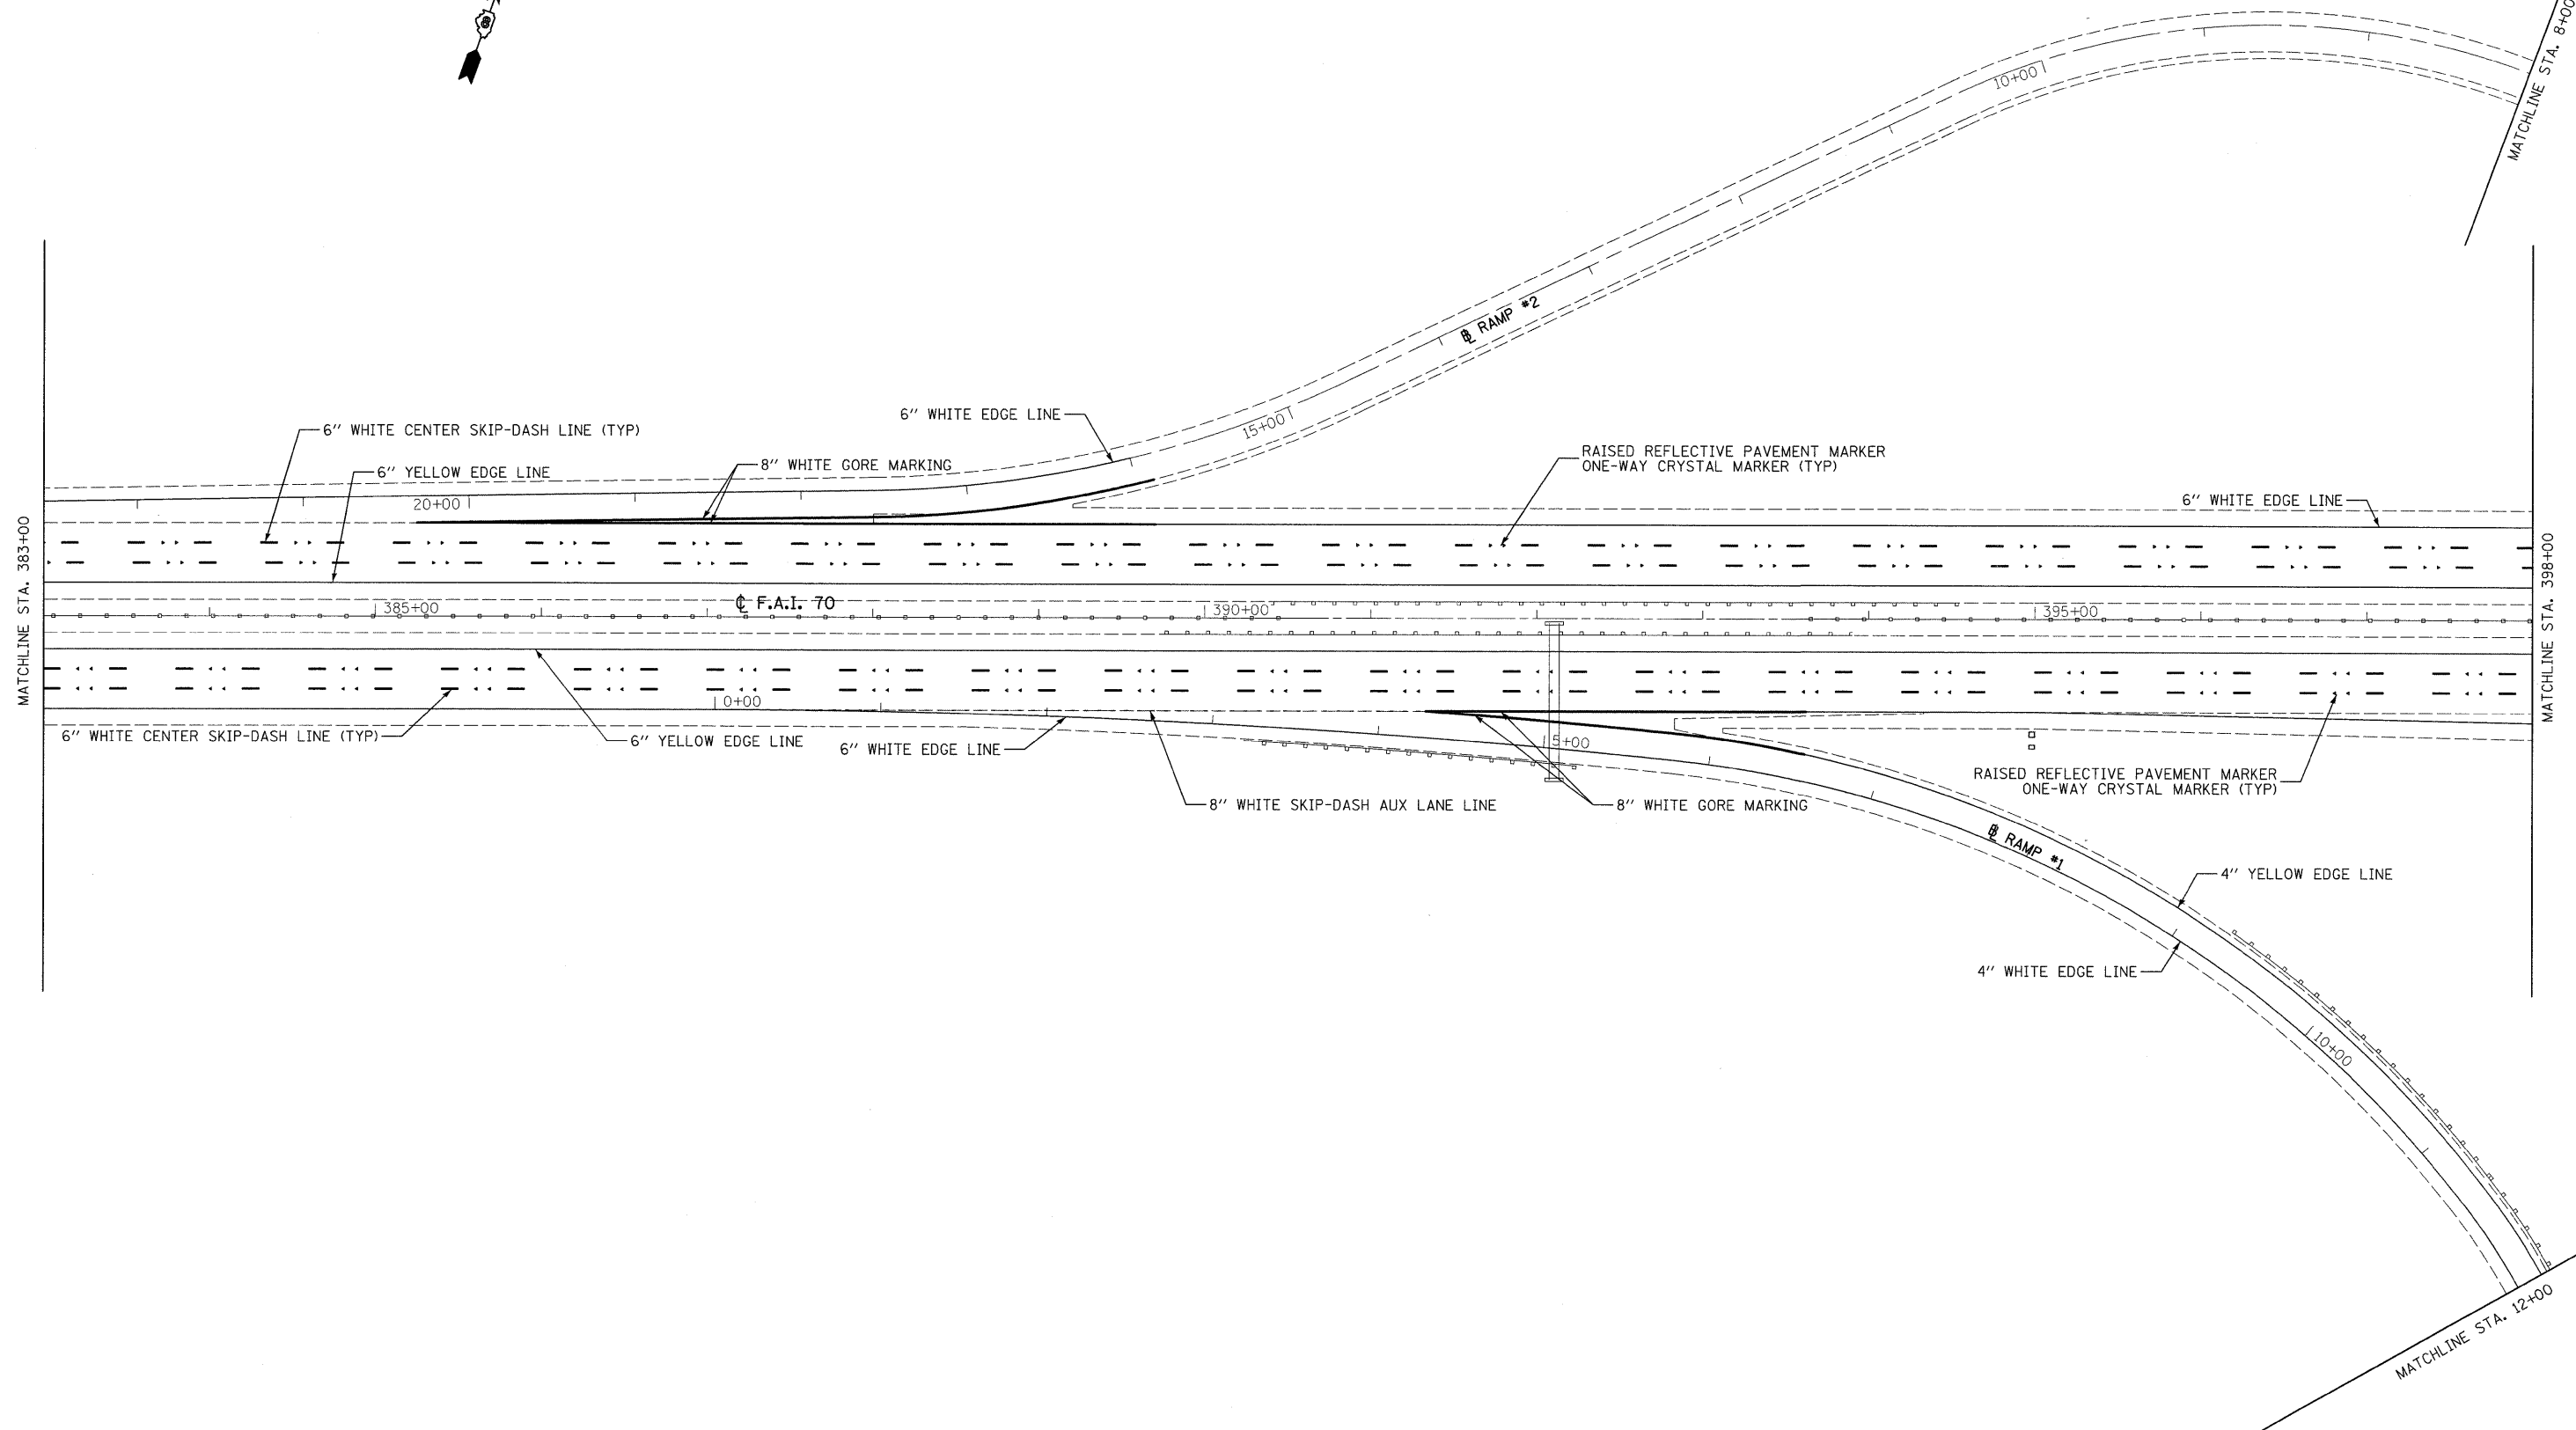 MATCHLINE STA. 8+00
10+00
℄ RAMP #2
15+00
6" WHITE EDGE LINE
6" WHITE CENTER SKIP-DASH LINE (TYP)
8" WHITE GORE MARKING
6" YELLOW EDGE LINE
RAISED REFLECTIVE PAVEMENT MARKER
ONE-WAY CRYSTAL MARKER (TYP)
6" WHITE EDGE LINE
20+00
MATCHLINE STA. 383+00
MATCHLINE STA. 398+00
385+00
℄ F.A.I. 70
390+00
395+00
0+00
6" WHITE CENTER SKIP-DASH LINE (TYP)
6" YELLOW EDGE LINE
6" WHITE EDGE LINE
5+00
8" WHITE SKIP-DASH AUX LANE LINE
8" WHITE GORE MARKING
RAISED REFLECTIVE PAVEMENT MARKER
ONE-WAY CRYSTAL MARKER (TYP)
℄ RAMP #1
4" YELLOW EDGE LINE
4" WHITE EDGE LINE
10+00
MATCHLINE STA. 12+00